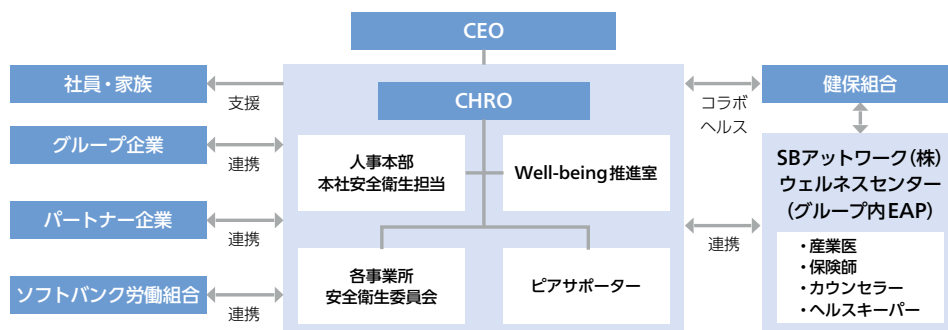 CEO
社員・家族
支援
グループ企業
連携
パートナー企業
連携
ソフトバンク労働組合
連携
CHRO
人事本部
本社安全衛生担当
Well-being推進室
各事業所
安全衛生委員会
ピアサポーター
コラボ
ヘルス
連携
健保組合
SBアットワーク(株)
ウェルネスセンター
(グループ内EAP)
・産業医
・保険師
・カウンセラー
・ヘルスキーパー